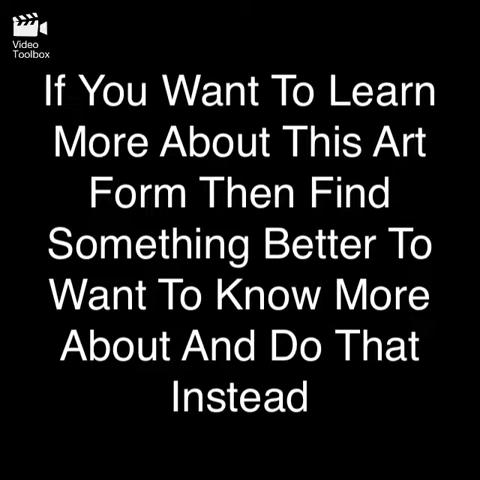 Video
Toolbox
If You Want To Learn
More About This Art
Form Then Find
Something Better To
Want To Know More
About And Do That
Instead